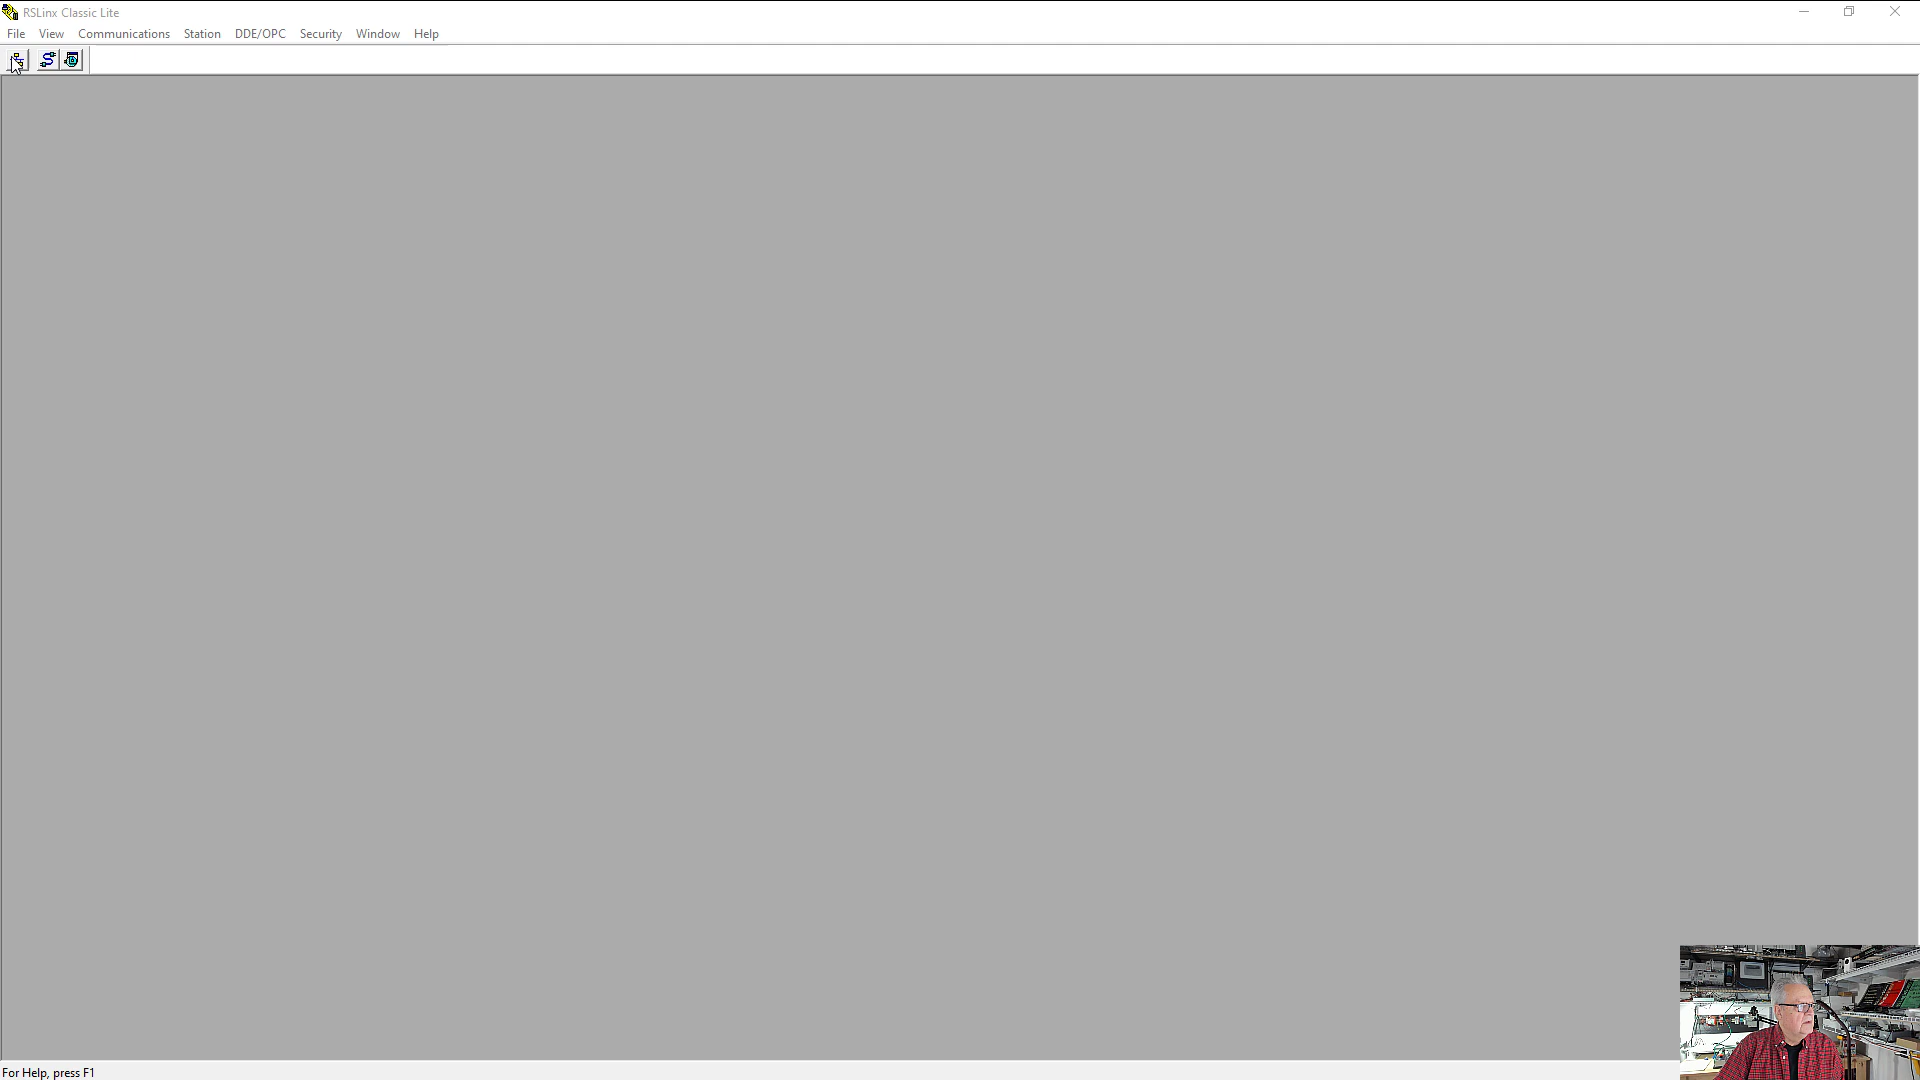 RSLinx Classic Lite
File View Communications Station DDE/OPC Security Window Help
For Help, press F1